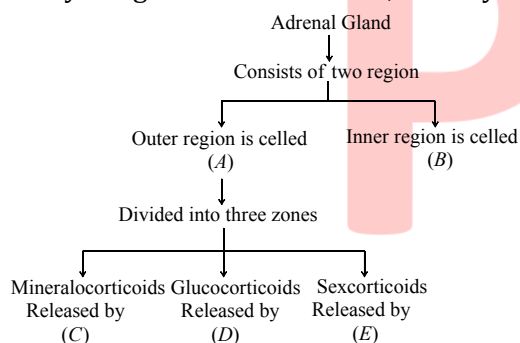 Adrenal Gland
Consists of two region
Outer region is celled
(A)
Inner region is celled
(B)
Divided into three zones
Mineralocorticoids
Released by
(C)
Glucocorticoids
Released by
(D)
Sexcorticoids
Released by
(E)